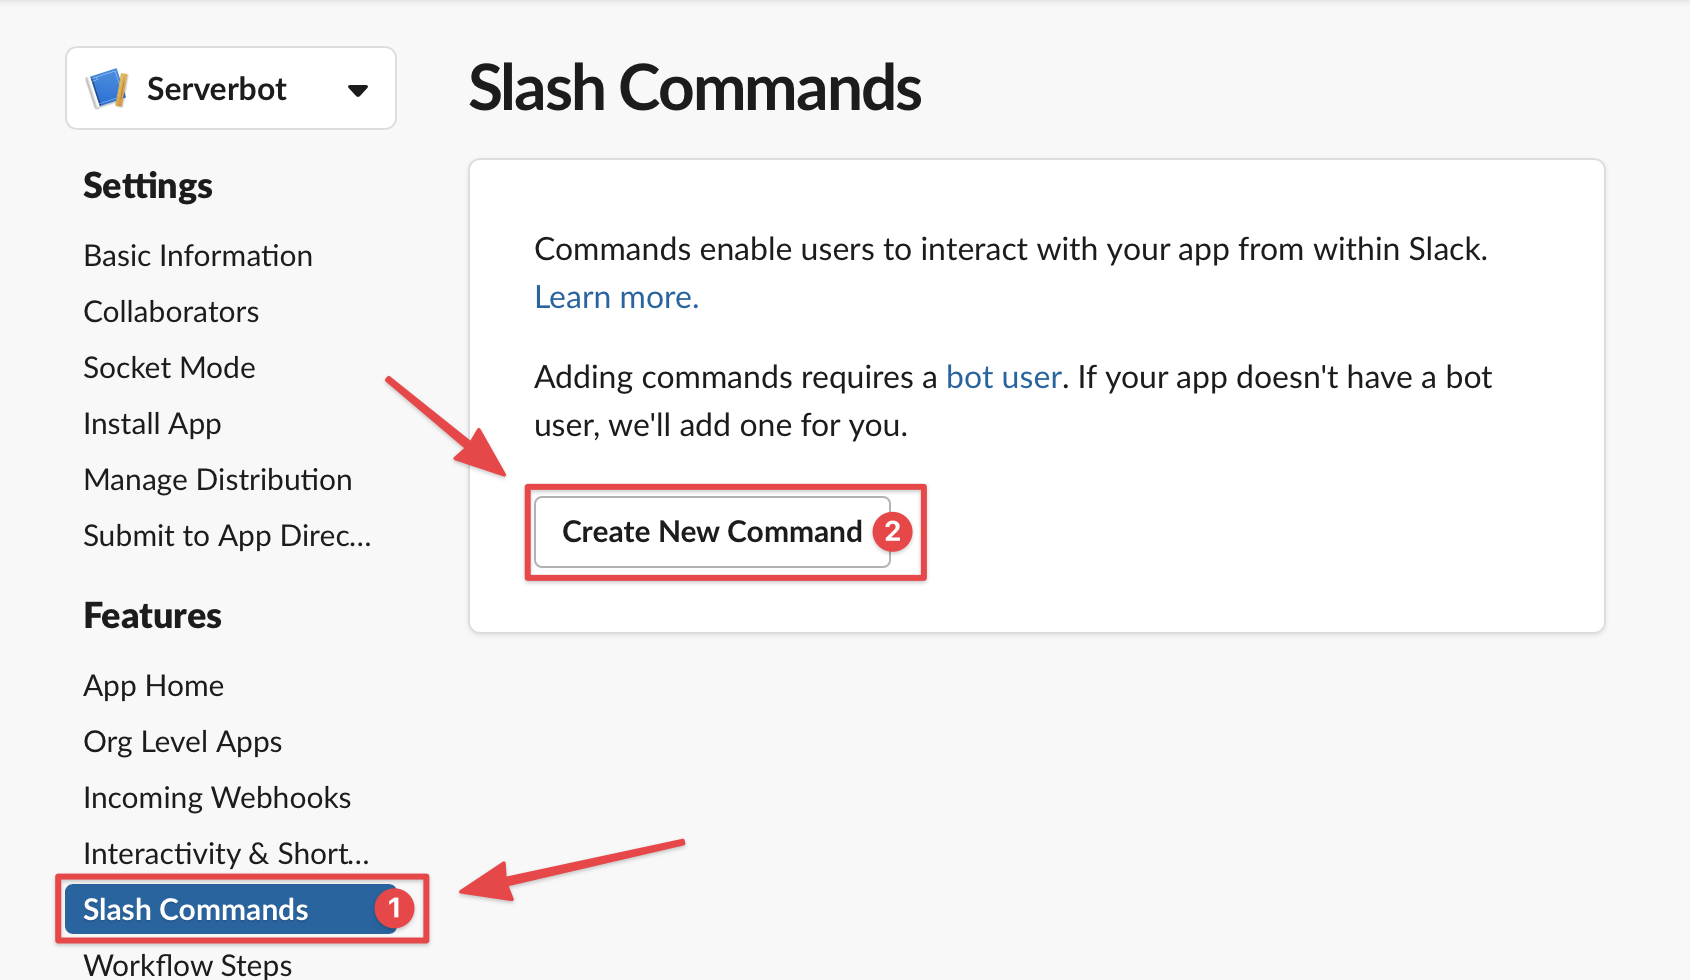 Serverbot
Settings
Basic Information
Collaborators
Socket Mode
Install App
Manage Distribution
Submit to App Direc...
Features
App Home
Org Level Apps
Incoming Webhooks
Interactivity & Short...
Slash Commands 1
Workflow Steps
Slash Commands
Commands enable users to interact with your app from within Slack.
Learn more.
Adding commands requires a bot user. If your app doesn't have a bot
user, we'll add one for you.
Create New Command 2